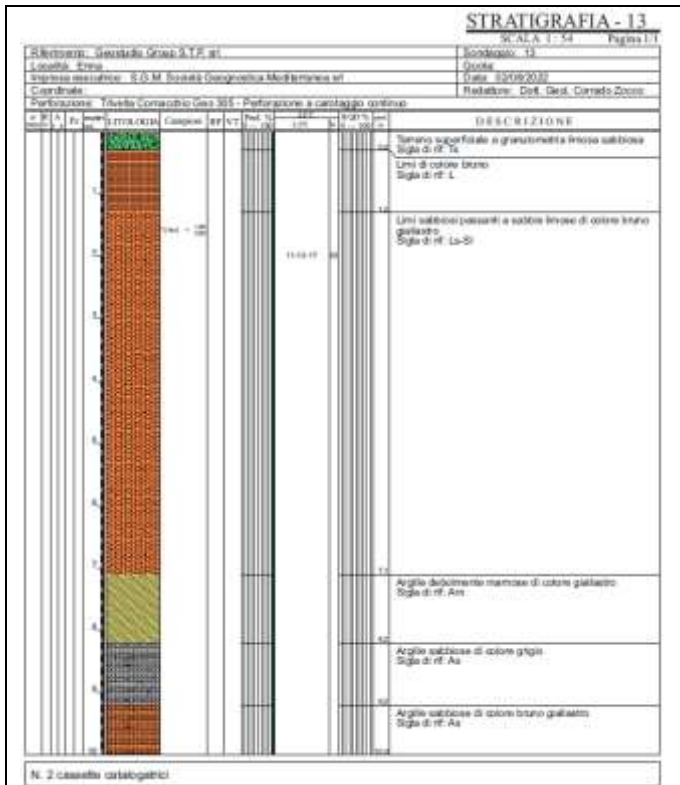 STRATIGRAFIA - 13
SCALA 1 : 54 Pagina 1/1
Riferimento: Geostudio Group S.T.P. srl
Sondaggio: 13
Località: Enna
Quota:
Impresa esecutrice: S.G.M. Società Geognostica Mediterranea srl
Data: 02/09/2022
Coordinate:
Redattore: Dott. Geol. Corrado Zocco
Perforazione: Trivella Comacchio Geo 305 - Perforazione a carotaggio continuo
LITOLOGIA Campioni RP VT DESCRIZIONE
Terreno superficiale a granulometria limosa sabbiosa
Sigla di rif: Ts
Limi di colore bruno
Sigla di rif: L
Limi sabbiosi passanti a sabbie limose di colore bruno
giallastro
Sigla di rif: Ls-Sl
Argille debolmente marnose di colore giallastro
Sigla di rif: Am
Argille sabbiose di colore grigio
Sigla di rif: As
Argille sabbiose di colore bruno giallastro
Sigla di rif: As
N. 2 cassette catalogatrici